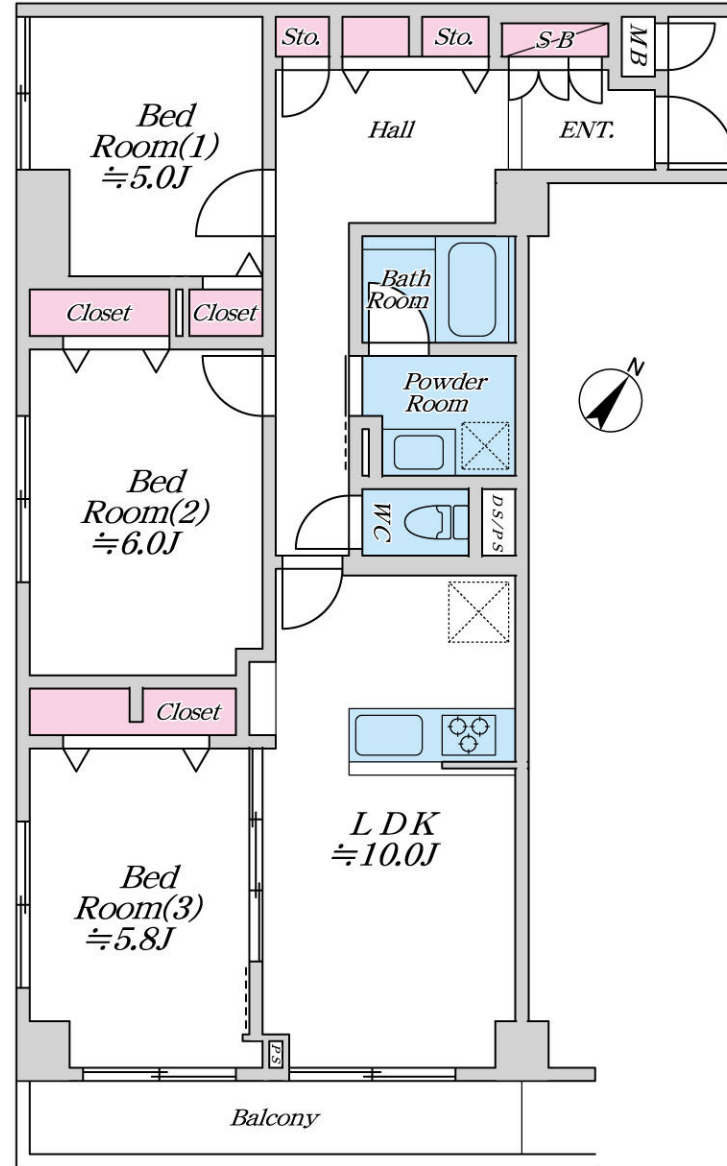 Sto.
Sto.
S-B
MB
Bed
Room(1)
≒5.0J
Hall
ENT.
Closet
Closet
Bath
Room
N
Powder
Room
Bed
Room(2)
≒6.0J
WC
DS/PS
Closet
LDK
≒10.0J
Bed
Room(3)
≒5.8J
PS
Balcony